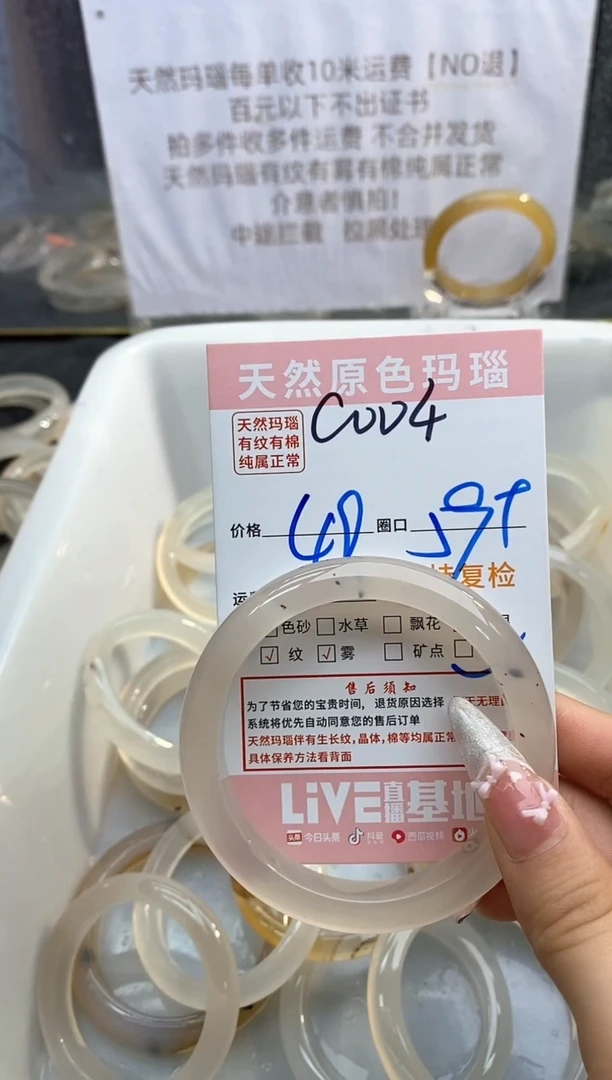 天然玛瑙每单收10米运费【NO退】
百元以下不出证书
拍多件收多件运费 不合并发货
天然玛瑙有纹有雾有棉纯属正常
介意者慎拍!
中途拦截 拉黑处理
天然原色玛瑙
天然玛瑙
有纹有棉
纯属正常
C004
价格 48 圈口 59
复检
色砂 水草 飘花
纹 雾 矿点
售后须知
为了节省您的宝贵时间,退货原因选择
系统将优先自动同意您的售后订单
天然玛瑙伴有生长纹,晶体,棉等均属正常
具体保养方法看背面
LIVE直播基地
头条 今日头条 抖音 西瓜视频